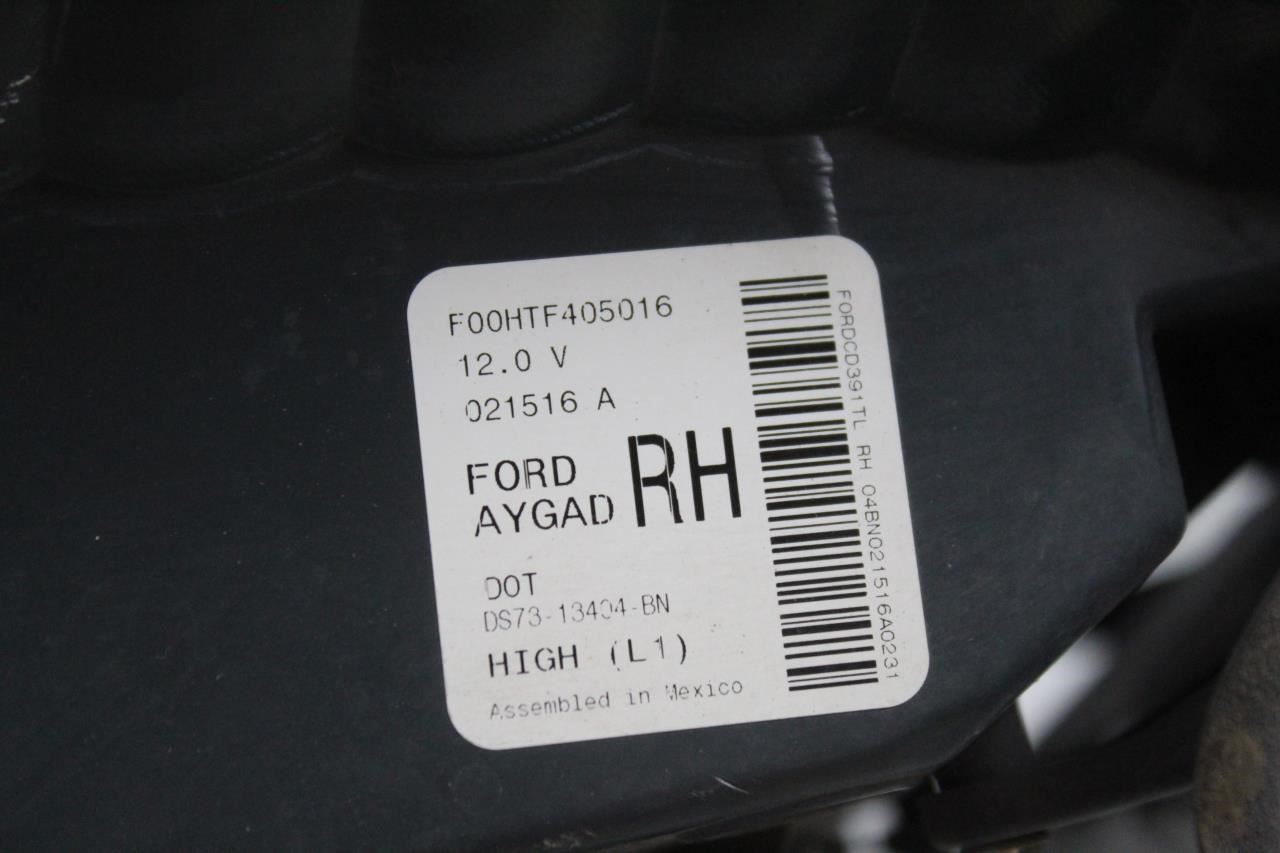 F00HTF405016
12.0 V
021516 A
FORD
AYGAD
RH
DOT
DS73-13404-BN
HIGH (L1)
Assembled in Mexico
FORDCD391TL RH 04BN021516A0231